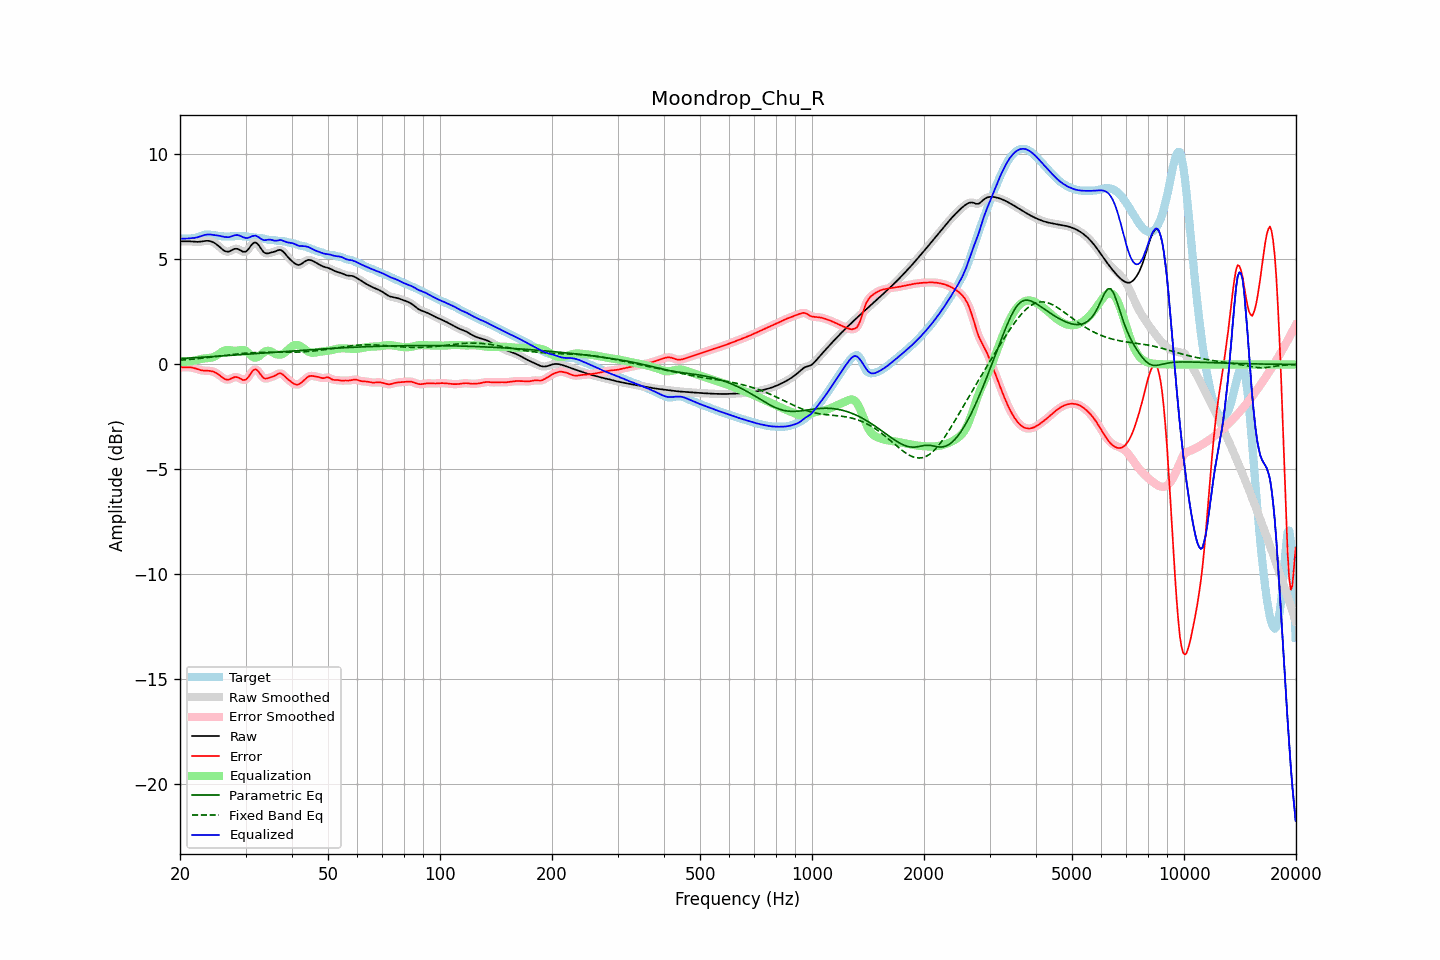 Moondrop_Chu_R
10
5
0
−5
−10
−15
−20
Amplitude (dBr)
Target
Raw Smoothed
Error Smoothed
Raw
Error
Equalization
Parametric Eq
Fixed Band Eq
Equalized
20 50 100 200 500 1000 2000 5000 10000 20000
Frequency (Hz)